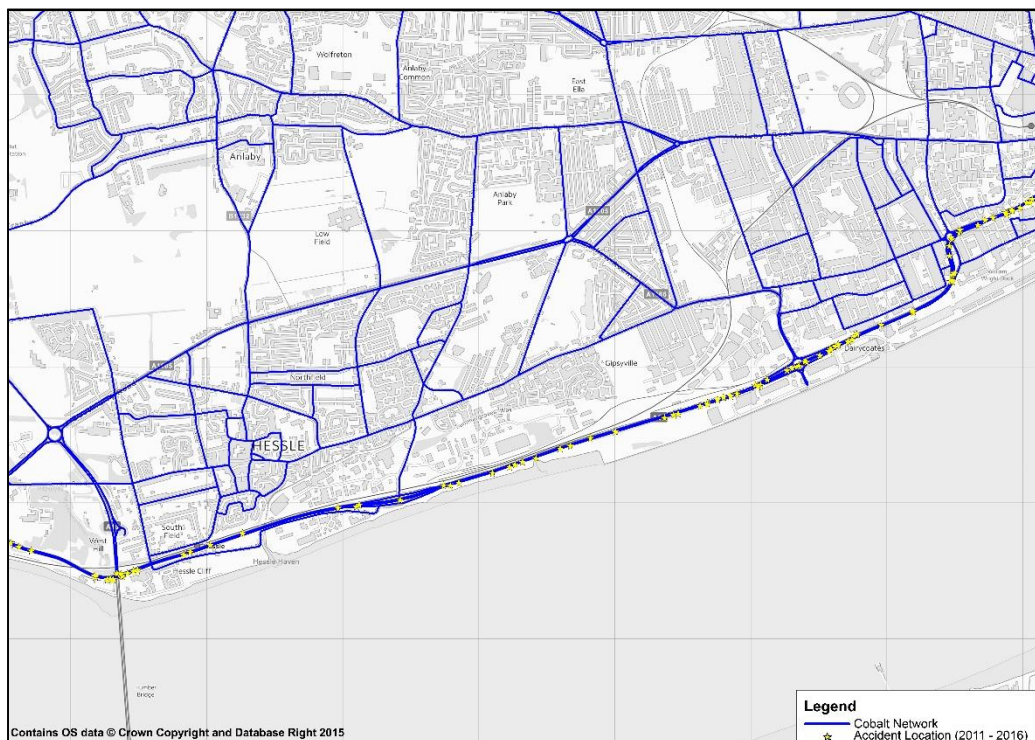 Wolfreton
Anlaby
Common
East
Ella
Anlaby
Anlaby
Park
Low
Field
Gipsyville
Dairycoates
Northfield
HESSLE
South
Field
West
Hill
Hessle Cliff
Hessle Haven
Bridge
Contains OS data © Crown Copyright and Database Right 2015
Legend
Cobalt Network
Accident Location (2011 - 2016)